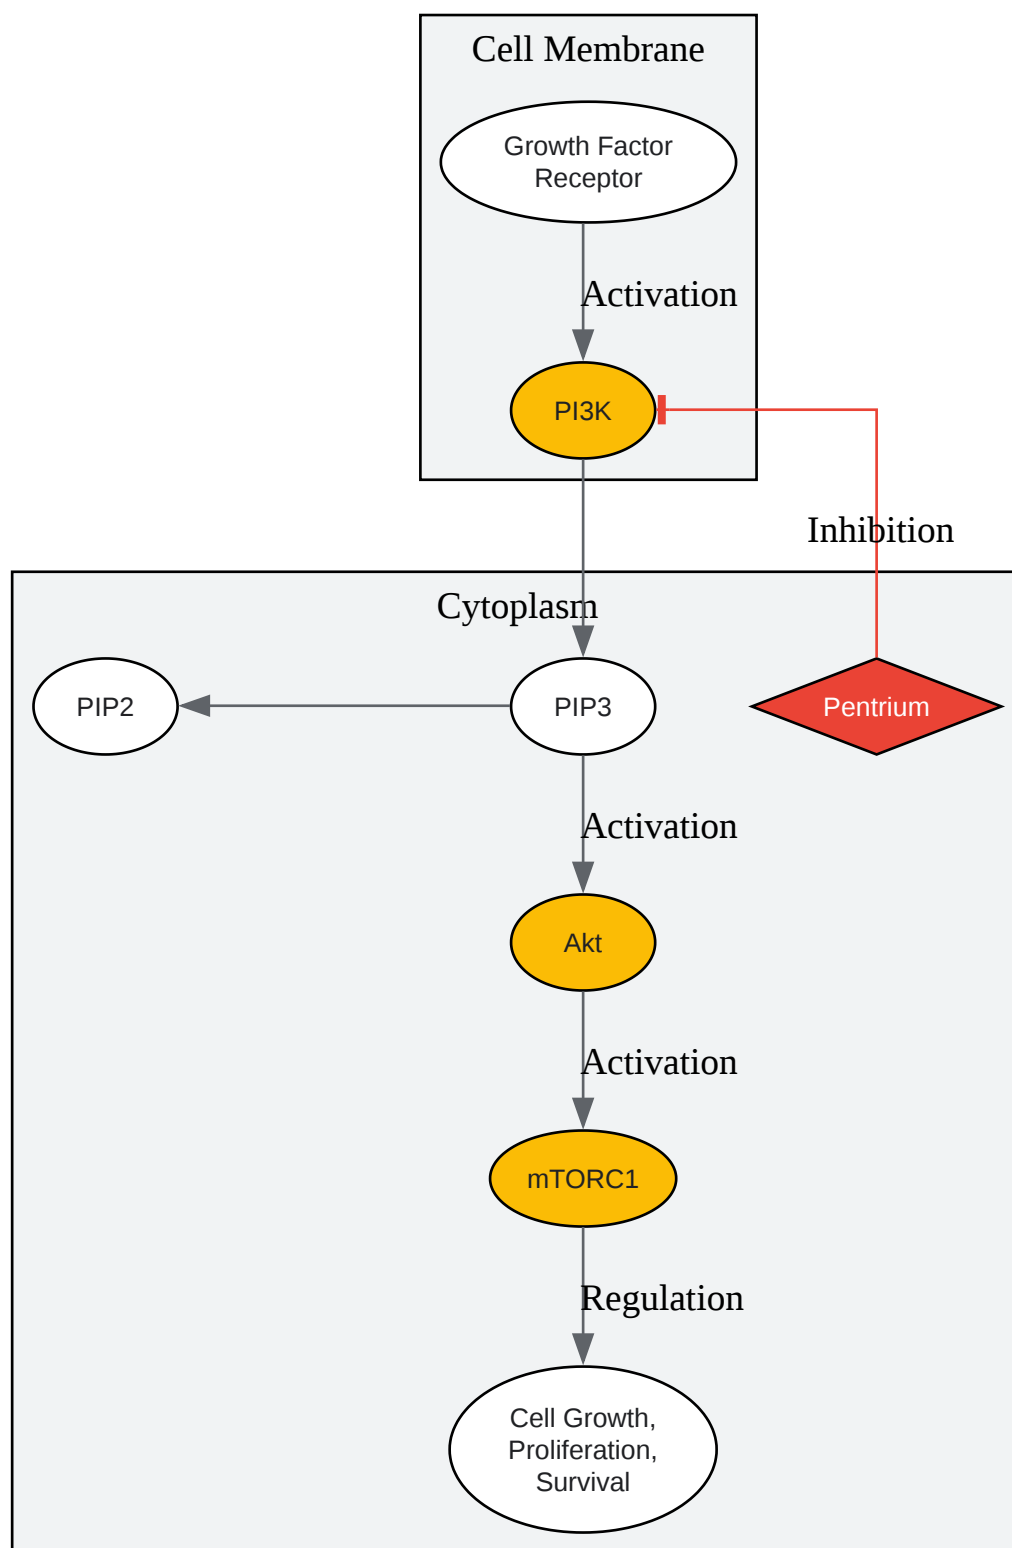 Cell Membrane
Growth Factor
Receptor
Activation
PI3K
Inhibition
Cytoplasm
PIP2
PIP3
Pentrium
Activation
Akt
Activation
mTORC1
Regulation
Cell Growth,
Proliferation,
Survival